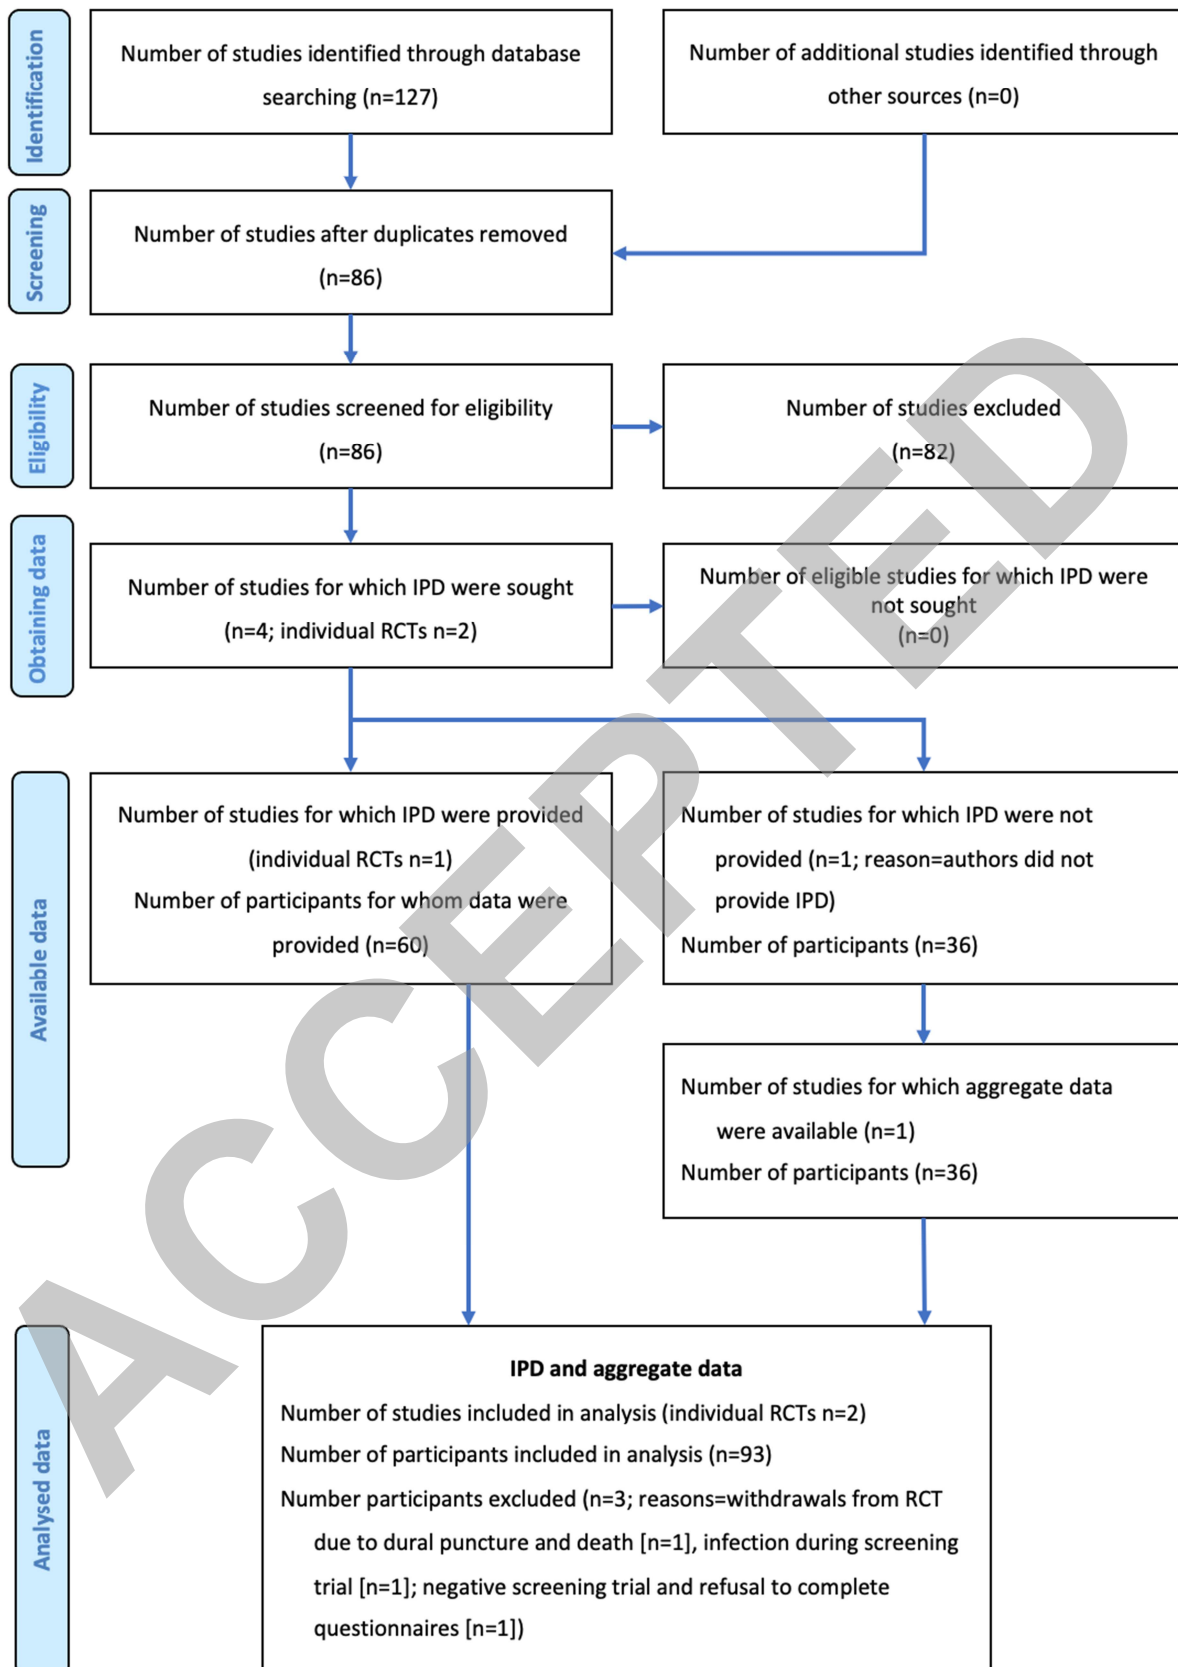 Identification
Number of studies identified through database
searching (n=127)
Number of additional studies identified through
other sources (n=0)
Screening
Number of studies after duplicates removed
(n=86)
Eligibility
Number of studies screened for eligibility
(n=86)
Number of studies excluded
(n=82)
Obtaining data
Number of studies for which IPD were sought
(n=4; individual RCTs n=2)
Number of eligible studies for which IPD were
not sought
(n=0)
Available data
Number of studies for which IPD were provided
(individual RCTs n=1)
Number of participants for whom data were
provided (n=60)
Number of studies for which IPD were not
provided (n=1; reason=authors did not
provide IPD)
Number of participants (n=36)
Number of studies for which aggregate data
were available (n=1)
Number of participants (n=36)
Analysed data
IPD and aggregate data
Number of studies included in analysis (individual RCTs n=2)
Number of participants included in analysis (n=93)
Number participants excluded (n=3; reasons=withdrawals from RCT
due to dural puncture and death [n=1], infection during screening
trial [n=1]; negative screening trial and refusal to complete
questionnaires [n=1])
ACCEPTED